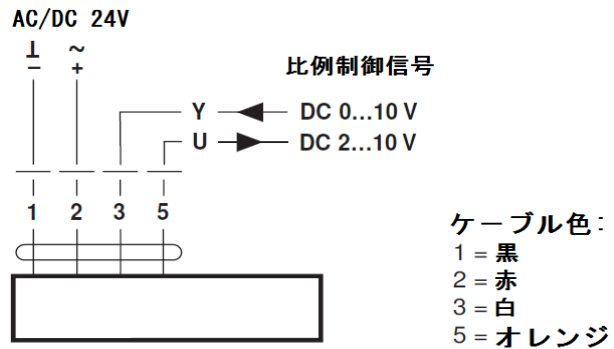 AC/DC 24V
⊥ ~
− +
比例制御信号
Y DC 0...10 V
U DC 2...10 V
1 2 3 5
ケーブル色:
1 = 黒
2 = 赤
3 = 白
5 = オレンジ